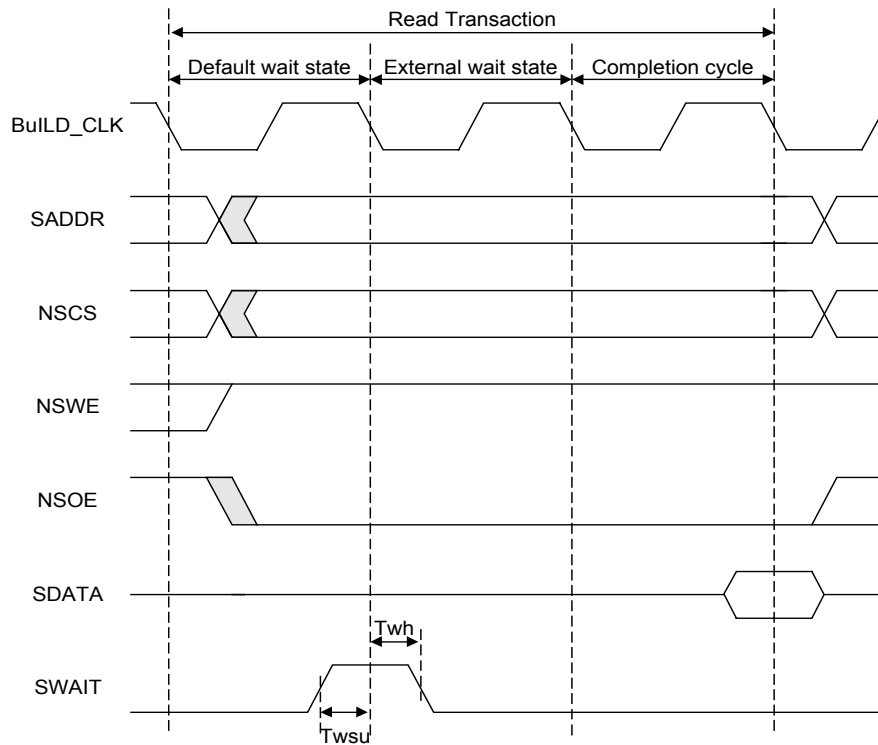 Read Transaction
Default wait state
External wait state
Completion cycle
BuILD_CLK
SADDR
NSCS
NSWE
NSOE
SDATA
Twh
SWAIT
Twsu